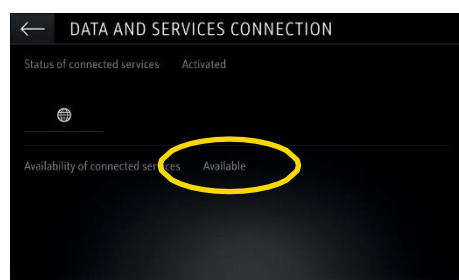 DATA AND SERVICES CONNECTION
Status of connected services Activated
Availability of connected services Available